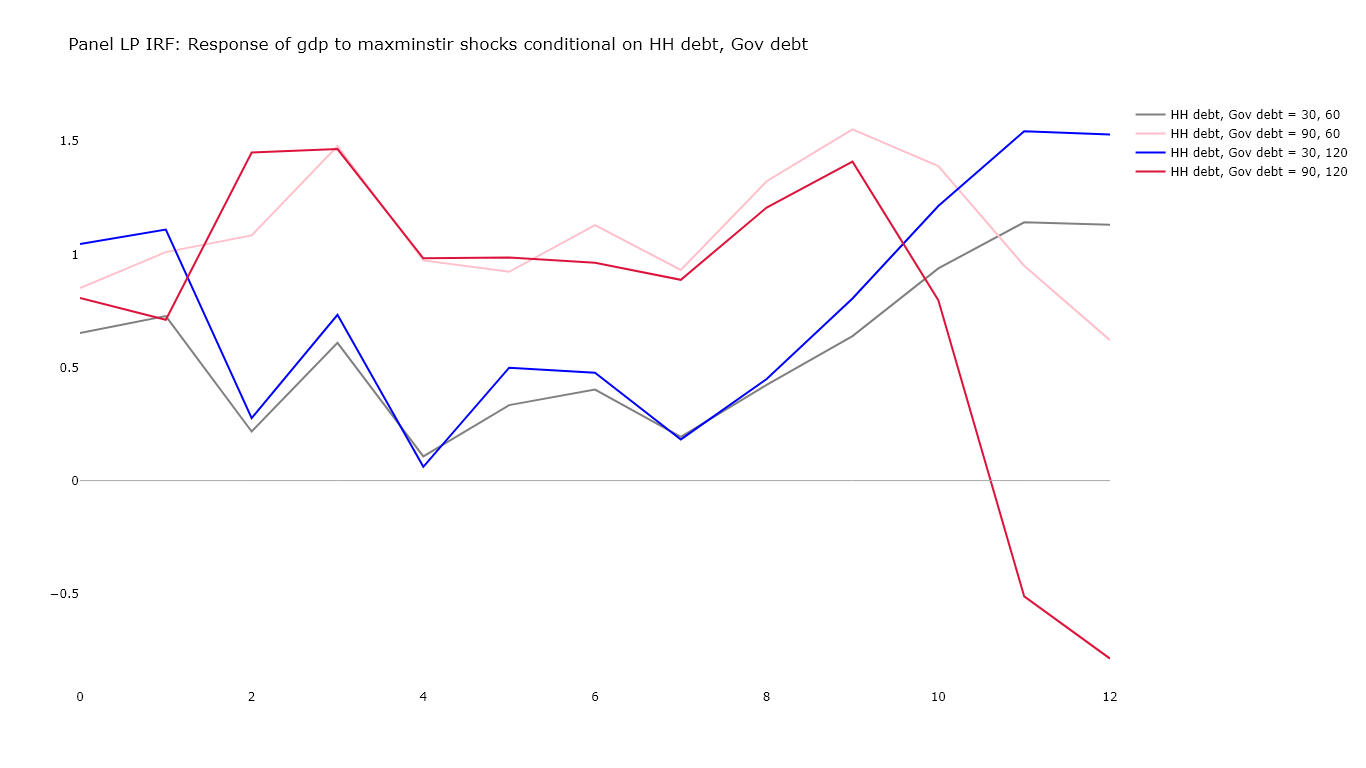 Panel LP IRF: Response of gdp to maxminstir shocks conditional on HH debt, Gov debt
HH debt, Gov debt = 30, 60
HH debt, Gov debt = 90, 60
HH debt, Gov debt = 30, 120
HH debt, Gov debt = 90, 120
1.5
1
0.5
0
−0.5
0 2 4 6 8 10 12